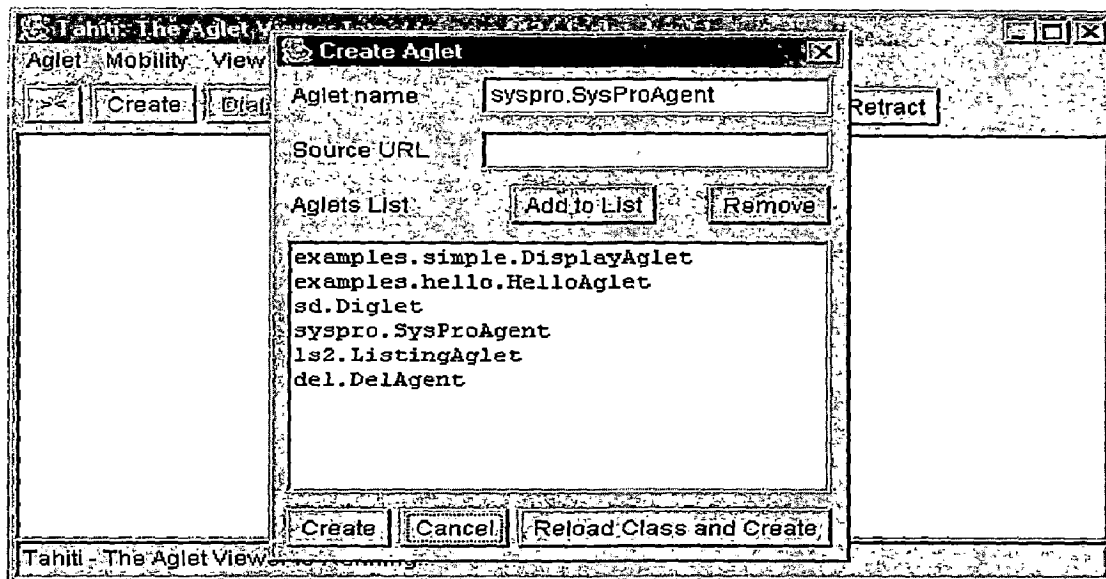 Tahiti: The Aglet V
Aglet Mobility View
Create Retract
Create Aglet
Aglet name syspro.SysProAgent
Source URL
Aglets List Add to List Remove
examples.simple.DisplayAglet
examples.hello.HelloAglet
sd.Diglet
syspro.SysProAgent
ls2.ListingAglet
del.DelAgent
Create Cancel Reload Class and Create
Tahiti - The Aglet Viewer